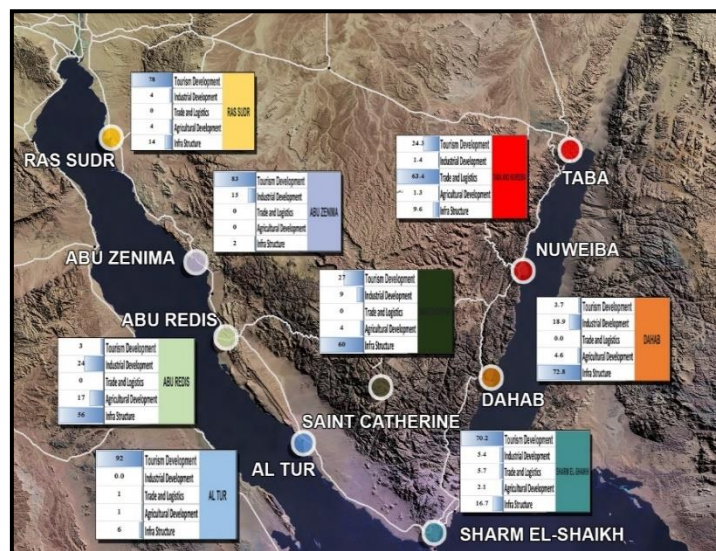 78 Tourism Development
4 Industrial Development
0 Trade and Logistics
4 Agricultural Development
14 Infra Structure
RAS SUDR
RAS SUDR
24.3 Tourism Development
1.4 Industrial Development
63.4 Trade and Logistics
1.3 Agricultural Development
9.6 Infra Structure
TABA AND NUWEIBA
TABA
83 Tourism Development
15 Industrial Development
0 Trade and Logistics
0 Agricultural Development
2 Infra Structure
ABU ZENIMA
ABU ZENIMA
NUWEIBA
27 Tourism Development
9 Industrial Development
0 Trade and Logistics
4 Agricultural Development
60 Infra Structure
3.7 Tourism Development
18.9 Industrial Development
0.0 Trade and Logistics
4.6 Agricultural Development
72.8 Infra Structure
DAHAB
ABU REDIS
3 Tourism Development
24 Industrial Development
0 Trade and Logistics
17 Agricultural Development
56 Infra Structure
ABU REDIS
SAINT CATHERINE
DAHAB
AL TUR
92 Tourism Development
0.0 Industrial Development
1 Trade and Logistics
1 Agricultural Development
6 Infra Structure
AL TUR
70.2 Tourism Development
5.4 Industrial Development
5.7 Trade and Logistics
2.1 Agricultural Development
16.7 Infra Structure
SHARM EL-SHAIKH
SHARM EL-SHAIKH